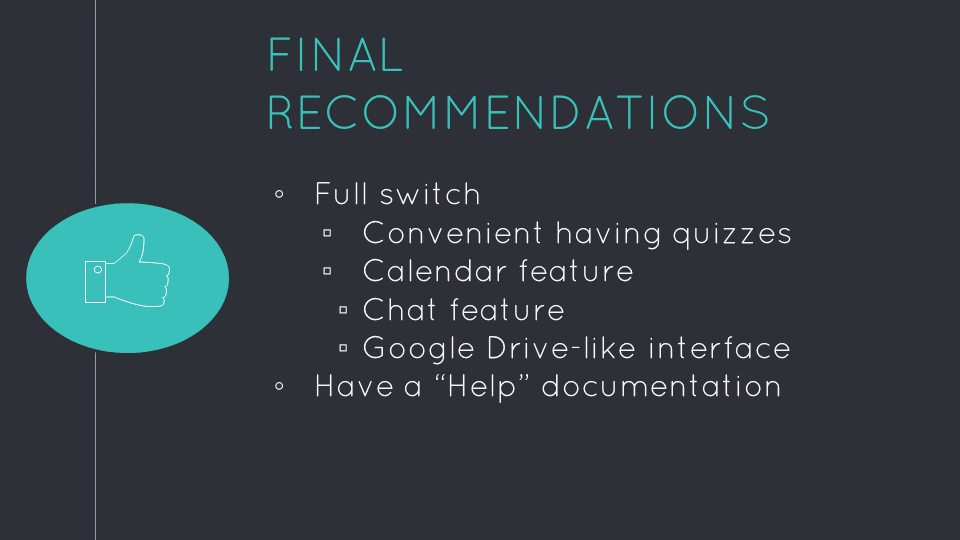 FINAL
RECOMMENDATIONS
◦ Full switch
▫ Convenient having quizzes
▫ Calendar feature
▫ Chat feature
▫ Google Drive-like interface
◦ Have a “Help” documentation